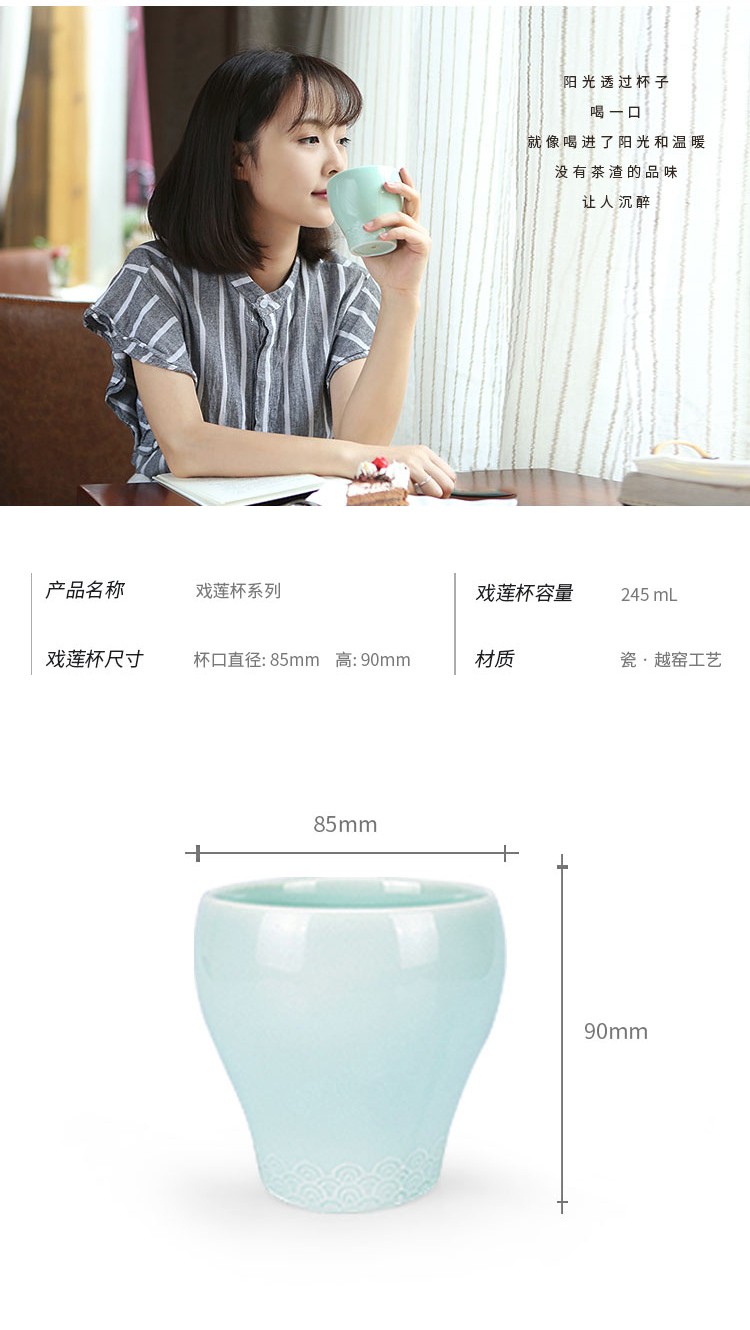 阳光透过杯子
喝一口
就像喝进了阳光和温暖
没有茶渣的品味
让人沉醉
产品名称 戏莲杯系列
戏莲杯容量 245 mL
戏莲杯尺寸 杯口直径: 85mm 高: 90mm
材质 瓷 · 越窑工艺
85mm
90mm